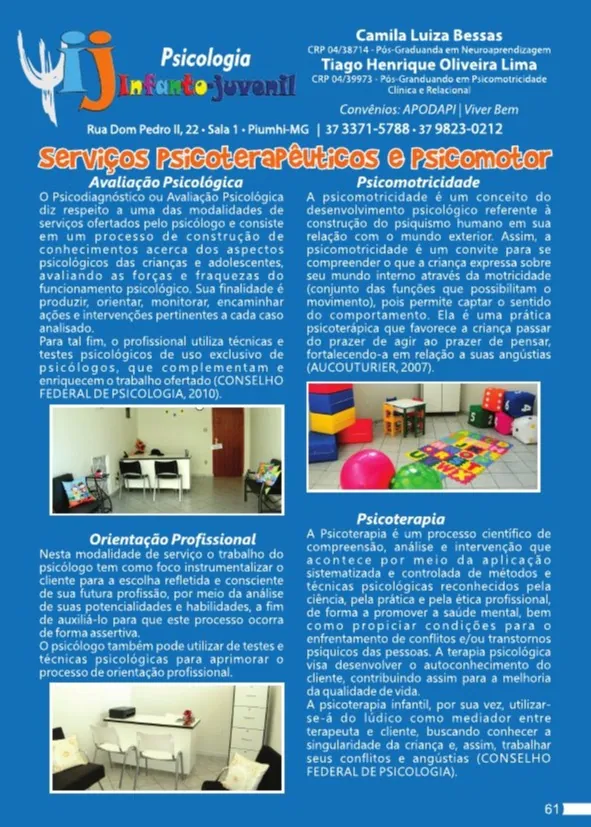 Psicologia
Infanto-juvenil
Camila Luiza Bessas
CRP 04/38714 - Pós-Graduanda em Neuroaprendizagem
Tiago Henrique Oliveira Lima
CRP 04/39973 - Pós-Granduando em Psicomotricidade
Clínica e Relacional
Convênios: APODAPI | Viver Bem
Rua Dom Pedro II, 22 • Sala 1 • Piumhi-MG | 37 3371-5788 • 37 9823-0212
Serviços Psicoterapêuticos e Psicomotor
Avaliação Psicológica
O Psicodiagnóstico ou Avaliação Psicológica
diz respeito a uma das modalidades de
serviços ofertados pelo psicólogo e consiste
em um processo de construção de
conhecimentos acerca dos aspectos
psicológicos das crianças e adolescentes,
avaliando as forças e fraquezas do
funcionamento psicológico. Sua finalidade é
produzir, orientar, monitorar, encaminhar
ações e intervenções pertinentes a cada caso
analisado.
Para tal fim, o profissional utiliza técnicas e
testes psicológicos de uso exclusivo de
psicólogos, que complementam e
enriquecem o trabalho ofertado (CONSELHO
FEDERAL DE PSICOLOGIA, 2010).
Orientação Profissional
Nesta modalidade de serviço o trabalho do
psicólogo tem como foco instrumentalizar o
cliente para a escolha refletida e consciente
de sua futura profissão, por meio da análise
de suas potencialidades e habilidades, a fim
de auxiliá-lo para que este processo ocorra
de forma assertiva.
O psicólogo também pode utilizar de testes e
técnicas psicológicas para aprimorar o
processo de orientação profissional.
Psicomotricidade
A psicomotricidade é um conceito do
desenvolvimento psicológico referente à
construção do psiquismo humano em sua
relação com o mundo exterior. Assim, a
psicomotricidade é um convite para se
compreender o que a criança expressa sobre
seu mundo interno através da motricidade
(conjunto das funções que possibilitam o
movimento), pois permite captar o sentido
do comportamento. Ela é uma prática
psicoterápica que favorece a criança passar
do prazer de agir ao prazer de pensar,
fortalecendo-a em relação a suas angústias
(AUCOUTURIER, 2007).
Psicoterapia
A Psicoterapia é um processo científico de
compreensão, análise e intervenção que
acontece por meio da aplicação
sistematizada e controlada de métodos e
técnicas psicológicas reconhecidos pela
ciência, pela prática e pela ética profissional,
de forma a promover a saúde mental, bem
como propiciar condições para o
enfrentamento de conflitos e/ou transtornos
psíquicos das pessoas. A terapia psicológica
visa desenvolver o autoconhecimento do
cliente, contribuindo assim para a melhoria
da qualidade de vida.
A psicoterapia infantil, por sua vez, utilizar-
se-á do lúdico como mediador entre
terapeuta e cliente, buscando conhecer a
singularidade da criança e, assim, trabalhar
seus conflitos e angústias (CONSELHO
FEDERAL DE PSICOLOGIA).
61